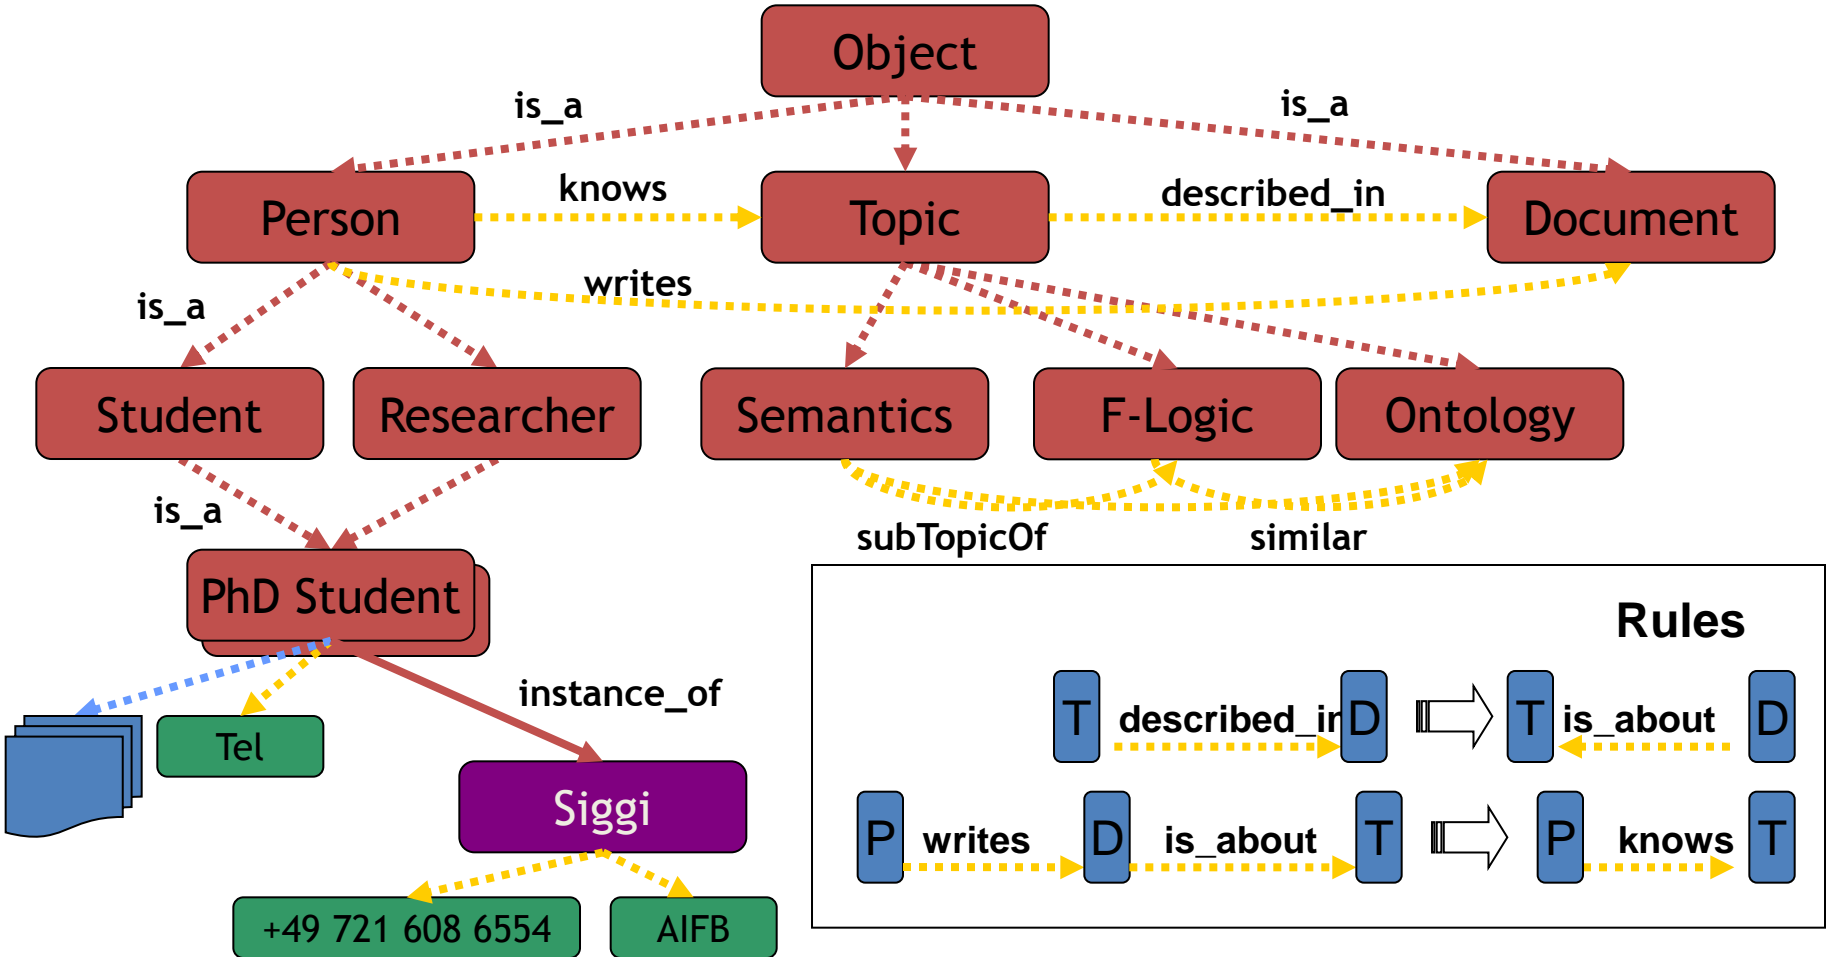 Object
is_a
is_a
Person
knows
Topic
described_in
Document
writes
is_a
Student
Researcher
Semantics
F-Logic
Ontology
is_a
subTopicOf
similar
PhD Student
Rules
instance_of
T
described_in
D
T
is_about
D
Tel
Siggi
P
writes
D
is_about
T
P
knows
T
+49 721 608 6554
AIFB